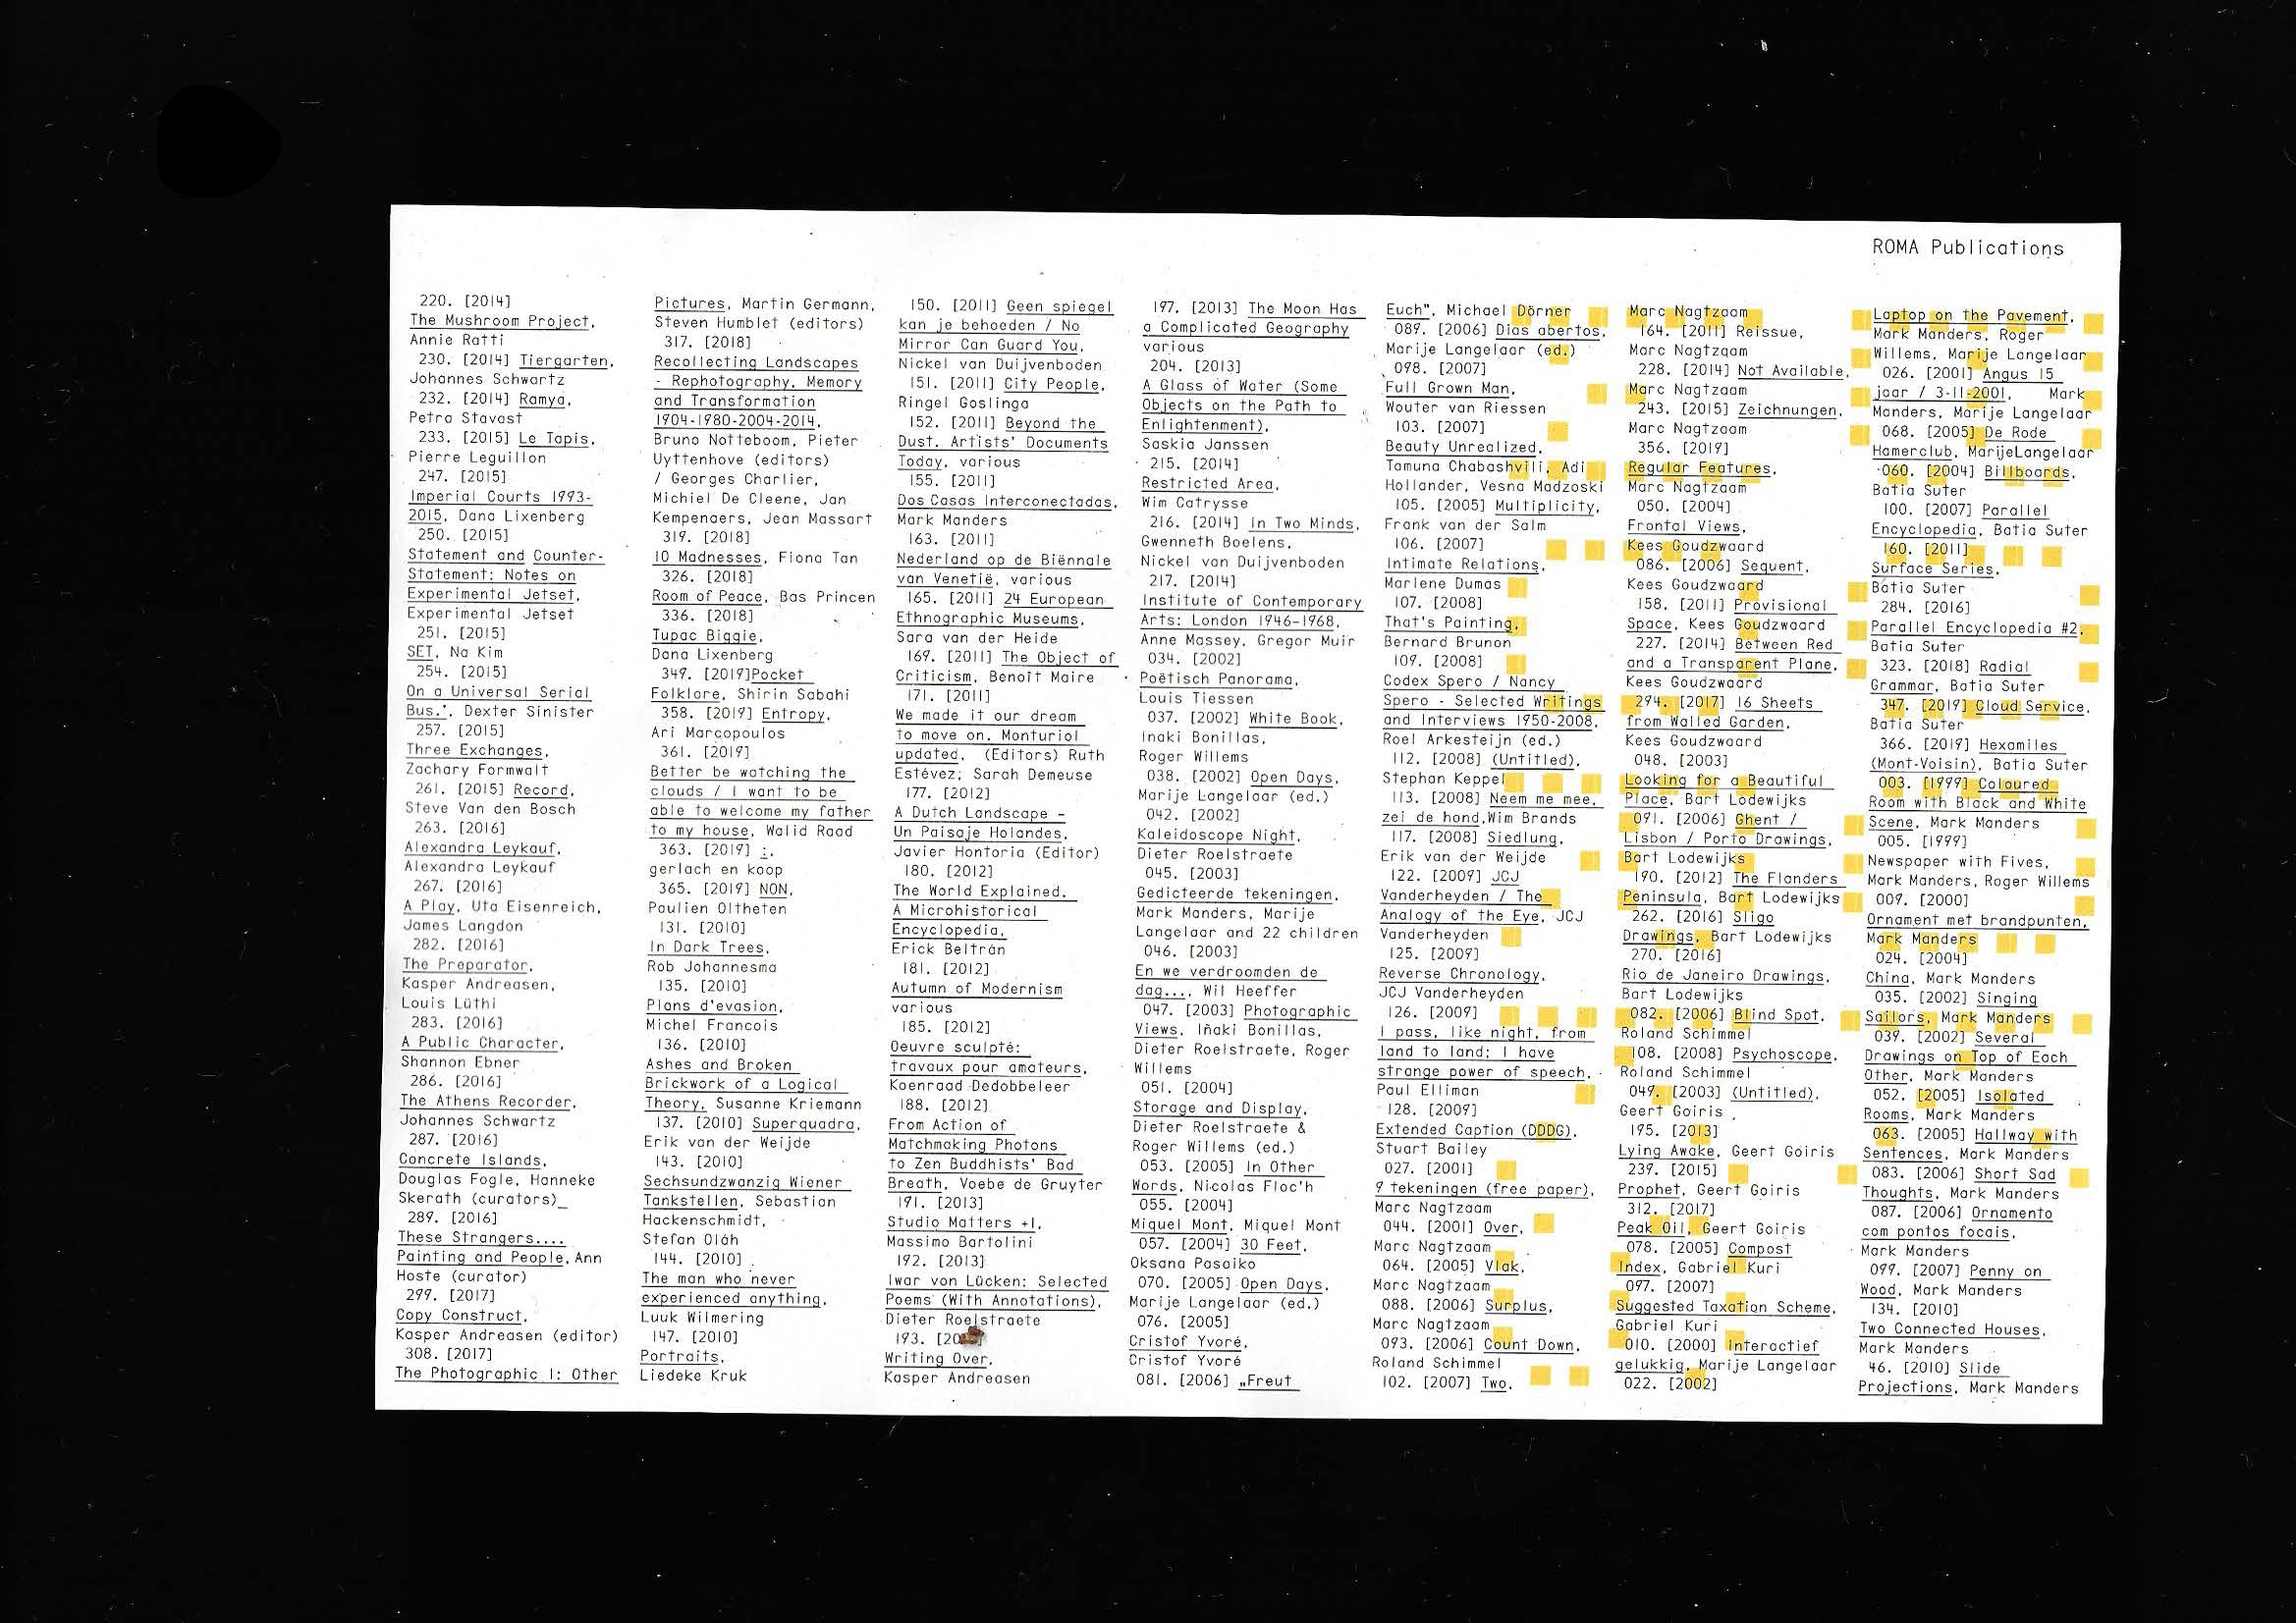 ROMA Publications
220. [2014]
The Mushroom Project,
Annie Ratti
230. [2014] Tiergarten,
Johannes Schwartz
232. [2014] Ramya,
Petra Stavast
233. [2015] Le Tapis,
Pierre Leguillon
247. [2015]
Imperial Courts 1993-
2015, Dana Lixenberg
250. [2015]
Statement and Counter-
Statement: Notes on
Experimental Jetset,
Experimental Jetset
251. [2015]
SET, Na Kim
254. [2015]
On a Universal Serial
Bus.*, Dexter Sinister
257. [2015]
Three Exchanges,
Zachary Formwalt
261. [2015] Record,
Steve Van den Bosch
263. [2016]
Alexandra Leykauf,
Alexandra Leykauf
267. [2016]
A Play, Uta Eisenreich,
James Langdon
282. [2016]
The Preparator,
Kasper Andreasen,
Louis Lüthi
283. [2016]
A Public Character,
Shannon Ebner
286. [2016]
The Athens Recorder,
Johannes Schwartz
287. [2016]
Concrete Islands,
Douglas Fogle, Hanneke
Skerath (curators)_
289. [2016]
These Strangers....
Painting and People, Ann
Hoste (curator)
299. [2017]
Copy Construct,
Kasper Andreasen (editor)
308. [2017]
The Photographic I: Other
Pictures, Martin Germann,
Steven Humblet (editors)
317. [2018]
Recollecting Landscapes
- Rephotography, Memory
and Transformation
1904-1980-2004-2014,
Bruno Notteboom, Pieter
Uyttenhove (editors)
/ Georges Charlier,
Michiel De Cleene, Jan
Kempenaers, Jean Massart
319. [2018]
10 Madnesses, Fiona Tan
326. [2018]
Room of Peace, Bas Princen
336. [2018]
Tupac Biggie,
Dana Lixenberg
349. [2019]Pocket
Folklore, Shirin Sabahi
358. [2019] Entropy,
Ari Marcopoulos
361. [2019]
Better be watching the
clouds / I want to be
able to welcome my father
to my house, Walid Raad
363. [2019] :,
gerlach en koop
365. [2019] NON,
Paulien Oltheten
131. [2010]
In Dark Trees,
Rob Johannesma
135. [2010]
Plans d'evasion,
Michel Francois
136. [2010]
Ashes and Broken
Brickwork of a Logical
Theory, Susanne Kriemann
137. [2010] Superquadra,
Erik van der Weijde
143. [2010]
Sechsundzwanzig Wiener
Tankstellen, Sebastian
Hackenschmidt,
Stefan Oláh
144. [2010]
The man who never
experienced anything,
Luuk Wilmering
147. [2010]
Portraits,
Liedeke Kruk
150. [2011] Geen spiegel
kan je behoeden / No
Mirror Can Guard You,
Nickel van Duijvenboden
151. [2011] City People,
Ringel Goslinga
152. [2011] Beyond the
Dust, Artists' Documents
Today, various
155. [2011]
Dos Casas Interconectadas,
Mark Manders
163. [2011]
Nederland op de Biënnale
van Venetië, various
165. [2011] 24 European
Ethnographic Museums,
Sara van der Heide
169. [2011] The Object of
Criticism, Benoît Maire
171. [2011]
We made it our dream
to move on, Monturiol
updated, (Editors) Ruth
Estévez; Sarah Demeuse
177. [2012]
A Dutch Landscape -
Un Paisaje Holandes,
Javier Hontoria (Editor)
180. [2012]
The World Explained,
A Microhistorical
Encyclopedia,
Erick Beltrán
181. [2012]
Autumn of Modernism
various
185. [2012]
Oeuvre sculpté:
travaux pour amateurs,
Koenraad Dedobbeleer
188. [2012]
From Action of
Matchmaking Photons
to Zen Buddhists' Bad
Breath, Voebe de Gruyter
191. [2013]
Studio Matters +1,
Massimo Bartolini
192. [2013]
Iwar von Lücken: Selected
Poems (With Annotations),
Dieter Roelstraete
193. [20
Writing Over,
Kasper Andreasen
197. [2013] The Moon Has
a Complicated Geography
various
204. [2013]
A Glass of Water (Some
Objects on the Path to
Enlightenment),
Saskia Janssen
215. [2014]
Restricted Area,
Wim Catrysse
216. [2014] In Two Minds,
Gwenneth Boelens,
Nickel van Duijvenboden
217. [2014]
Institute of Contemporary
Arts: London 1946-1968,
Anne Massey, Gregor Muir
034. [2002]
Poëtisch Panorama,
Louis Tiessen
037. [2002] White Book,
Inaki Bonillas,
Roger Willems
038. [2002] Open Days,
Marije Langelaar (ed.)
042. [2002]
Kaleidoscope Night,
Dieter Roelstraete
045. [2003]
Gedicteerde tekeningen,
Mark Manders, Marije
Langelaar and 22 children
046. [2003]
En we verdroomden de
dag..., Wil Heeffer
047. [2003] Photographic
Views, Iñaki Bonillas,
Dieter Roelstraete, Roger
Willems
051. [2004]
Storage and Display,
Dieter Roelstraete &
Roger Willems (ed.)
053. [2005] In Other
Words, Nicolas Floc'h
055. [2004]
Miquel Mont, Miquel Mont
057. [2004] 30 Feet,
Oksana Pasaiko
070. [2005] Open Days,
Marije Langelaar (ed.)
076. [2005]
Cristof Yvoré,
Cristof Yvoré
081. [2006] „Freut
Euch", Michael Dörner
089. [2006] Dias abertos,
Marije Langelaar (ed.)
098. [2007]
Full Grown Man,
Wouter van Riessen
103. [2007]
Beauty Unrealized,
Tamuna Chabashvili, Adi
Hollander, Vesna Madzoski
105. [2005] Multiplicity,
Frank van der Salm
106. [2007]
Intimate Relations,
Marlene Dumas
107. [2008]
That's Painting,
Bernard Brunon
109. [2008]
Codex Spero / Nancy
Spero - Selected Writings
and Interviews 1950-2008,
Roel Arkesteijn (ed.)
112. [2008] (Untitled),
Stephan Keppel
113. [2008] Neem me mee,
zei de hond,Wim Brands
117. [2008] Siedlung,
Erik van der Weijde
122. [2009] JCJ
Vanderheyden / The
Analogy of the Eye, JCJ
Vanderheyden
125. [2009]
Reverse Chronology,
JCJ Vanderheyden
126. [2009]
I pass, like night, from
land to land; I have
strange power of speech,
Paul Elliman
128. [2009]
Extended Caption (DDDG),
Stuart Bailey
027. [2001]
9 tekeningen (free paper),
Marc Nagtzaam
044. [2001] Over,
Marc Nagtzaam
064. [2005] Vlak,
Marc Nagtzaam
088. [2006] Surplus,
Marc Nagtzaam
093. [2006] Count Down,
Roland Schimmel
102. [2007] Two,
Marc Nagtzaam
164. [2011] Reissue,
Marc Nagtzaam
228. [2014] Not Available,
Marc Nagtzaam
243. [2015] Zeichnungen,
Marc Nagtzaam
356. [2019]
Regular Features,
Marc Nagtzaam
050. [2004]
Frontal Views,
Kees Goudzwaard
086. [2006] Sequent,
Kees Goudzwaard
158. [2011] Provisional
Space, Kees Goudzwaard
227. [2014] Between Red
and a Transparent Plane,
Kees Goudzwaard
294. [2017] 16 Sheets
from Walled Garden,
Kees Goudzwaard
048. [2003]
Looking for a Beautiful
Place, Bart Lodewijks
091. [2006] Ghent /
Lisbon / Porto Drawings,
Bart Lodewijks
190. [2012] The Flanders
Peninsula, Bart Lodewijks
262. [2016] Sligo
Drawings, Bart Lodewijks
270. [2016]
Rio de Janeiro Drawings,
Bart Lodewijks
082. [2006] Blind Spot,
Roland Schimmel
108. [2008] Psychoscope,
Roland Schimmel
049. [2003] (Untitled),
Geert Goiris
195. [2013]
Lying Awake, Geert Goiris
239. [2015]
Prophet, Geert Goiris
312. [2017]
Peak Oil, Geert Goiris
078. [2005] Compost
Index, Gabriel Kuri
097. [2007]
Suggested Taxation Scheme,
Gabriel Kuri
010. [2000] Interactief
gelukkig, Marije Langelaar
022. [2002]
Laptop on the Pavement,
Mark Manders, Roger
Willems, Marije Langelaar
026. [2001] Angus 15
jaar / 3-11-2001, Mark
Manders, Marije Langelaar
068. [2005] De Rode
Hamerclub, MarijeLangelaar
060. [2004] Billboards,
Batia Suter
100. [2007] Parallel
Encyclopedia, Batia Suter
160. [2011]
Surface Series,
Batia Suter
284. [2016]
Parallel Encyclopedia #2,
Batia Suter
323. [2018] Radial
Grammar, Batia Suter
347. [2019] Cloud Service,
Batia Suter
366. [2019] Hexamiles
(Mont-Voisin), Batia Suter
003. [1999] Coloured
Room with Black and White
Scene, Mark Manders
005. [1999]
Newspaper with Fives,
Mark Manders, Roger Willems
009. [2000]
Ornament met brandpunten,
Mark Manders
024. [2004]
China, Mark Manders
035. [2002] Singing
Sailors, Mark Manders
039. [2002] Several
Drawings on Top of Each
Other, Mark Manders
052. [2005] Isolated
Rooms, Mark Manders
063. [2005] Hallway with
Sentences, Mark Manders
083. [2006] Short Sad
Thoughts, Mark Manders
087. [2006] Ornamento
com pontos focais,
Mark Manders
099. [2007] Penny on
Wood, Mark Manders
134. [2010]
Two Connected Houses,
Mark Manders
46. [2010] Slide
Projections, Mark Manders